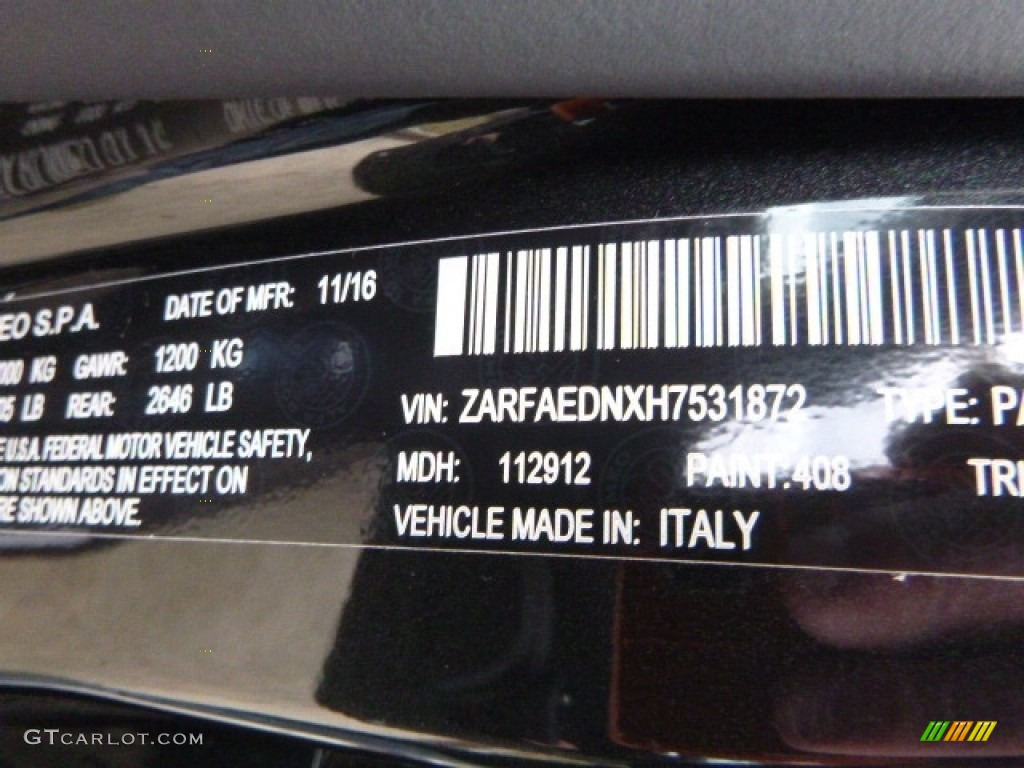 EO S.P.A. DATE OF MFR: 11/16
KG GAWR: 1200 KG
LB REAR: 2646 LB
U.S.A. FEDERAL MOTOR VEHICLE SAFETY,
ON STANDARDS IN EFFECT ON
RE SHOWN ABOVE.
VIN: ZARFAEDNXH7531872 TYPE: PA
MDH: 112912 PAINT: 408 TRI
VEHICLE MADE IN: ITALY
GTCARLOT.COM